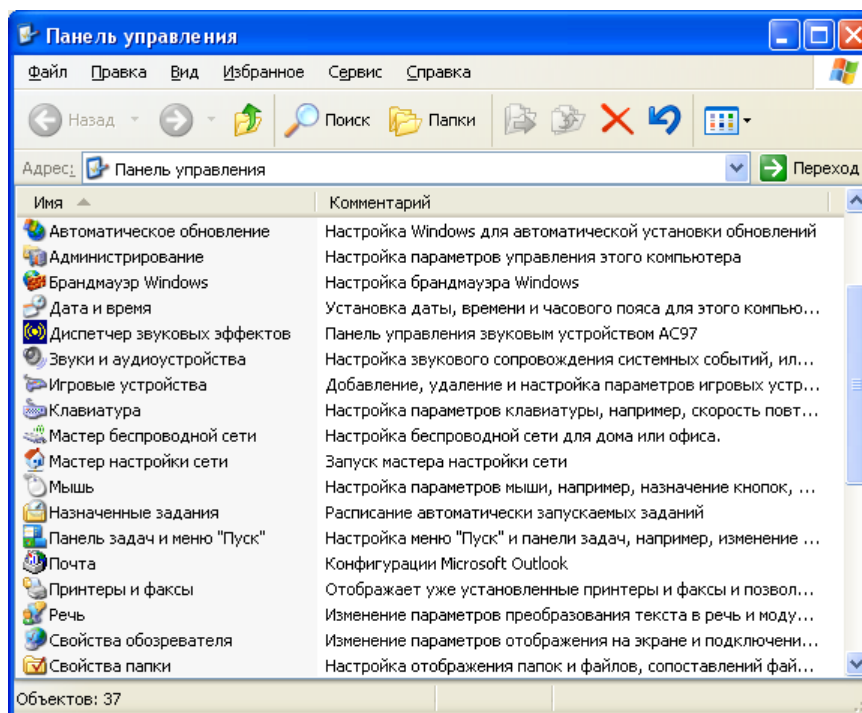 Панель управления
Файл Правка Вид Избранное Сервис Справка
Назад Поиск Папки
Адрес: Панель управления Переход
Имя Комментарий
Автоматическое обновление Настройка Windows для автоматической установки обновлений
Администрирование Настройка параметров управления этого компьютера
Брандмауэр Windows Настройка брандмауэра Windows
Дата и время Установка даты, времени и часового пояса для этого компью...
Диспетчер звуковых эффектов Панель управления звуковым устройством AC97
Звуки и аудиоустройства Настройка звукового сопровождения системных событий, ил...
Игровые устройства Добавление, удаление и настройка параметров игровых устр...
Клавиатура Настройка параметров клавиатуры, например, скорость повт...
Мастер беспроводной сети Настройка беспроводной сети для дома или офиса.
Мастер настройки сети Запуск мастера настройки сети
Мышь Настройка параметров мыши, например, назначение кнопок, ...
Назначенные задания Расписание автоматически запускаемых заданий
Панель задач и меню "Пуск" Настройка меню "Пуск" и панели задач, например, изменение ...
Почта Конфигурации Microsoft Outlook
Принтеры и факсы Отображает уже установленные принтеры и факсы и позвол...
Речь Изменение параметров преобразования текста в речь и моду...
Свойства обозревателя Изменение параметров отображения на экране и подключени...
Свойства папки Настройка отображения папок и файлов, сопоставлений фай...
Объектов: 37